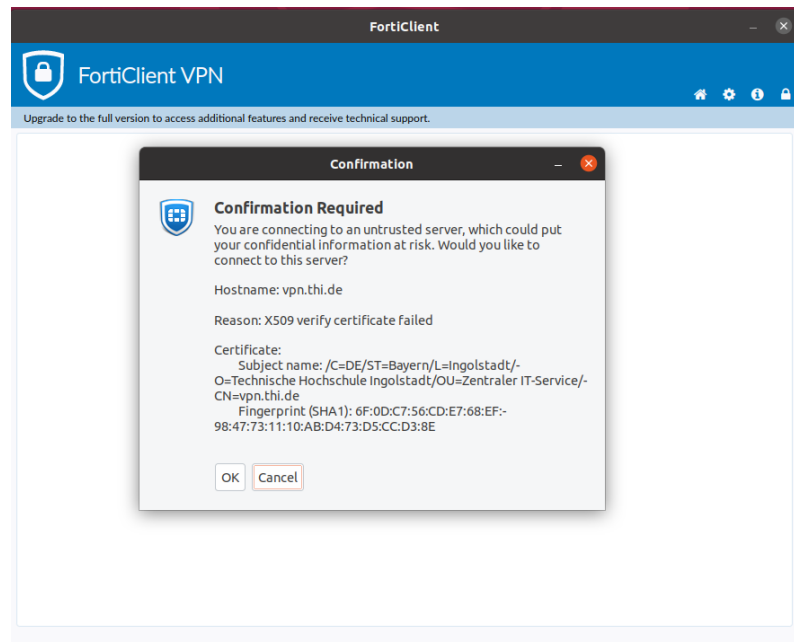 FortiClient
FortiClient VPN
Upgrade to the full version to access additional features and receive technical support.
Confirmation
Confirmation Required
You are connecting to an untrusted server, which could put
your confidential information at risk. Would you like to
connect to this server?
Hostname: vpn.thi.de
Reason: X509 verify certificate failed
Certificate:
Subject name: /C=DE/ST=Bayern/L=Ingolstadt/-
O=Technische Hochschule Ingolstadt/OU=Zentraler IT-Service/-
CN=vpn.thi.de
Fingerprint (SHA1): 6F:0D:C7:56:CD:E7:68:EF:-
98:47:73:11:10:AB:D4:73:D5:CC:D3:8E
OK Cancel